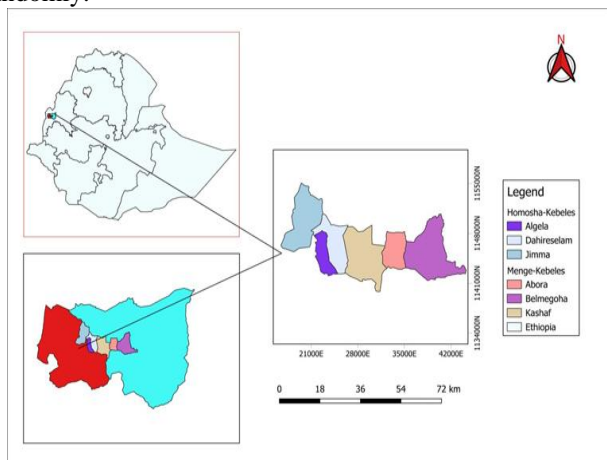 N
1155000N
1148000N
1141000N
1134000N
21000E 28000E 35000E 42000E
0 18 36 54 72 km
Legend
Homosha-Kebeles
Algela
Dahireselam
Jimma
Menge-Kebeles
Abora
Belmegoha
Kashaf
Ethiopia